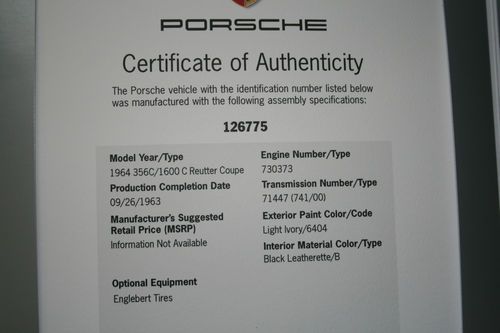 PORSCHE
Certificate of Authenticity
The Porsche vehicle with the identification number listed below
was manufactured with the following assembly specifications:
126775
Model Year/Type
1964 356C/1600 C Reutter Coupe
Production Completion Date
09/26/1963
Manufacturer's Suggested
Retail Price (MSRP)
Information Not Available
Engine Number/Type
730373
Transmission Number/Type
71447 (741/00)
Exterior Paint Color/Code
Light Ivory/6404
Interior Material Color/Type
Black Leatherette/B
Optional Equipment
Englebert Tires